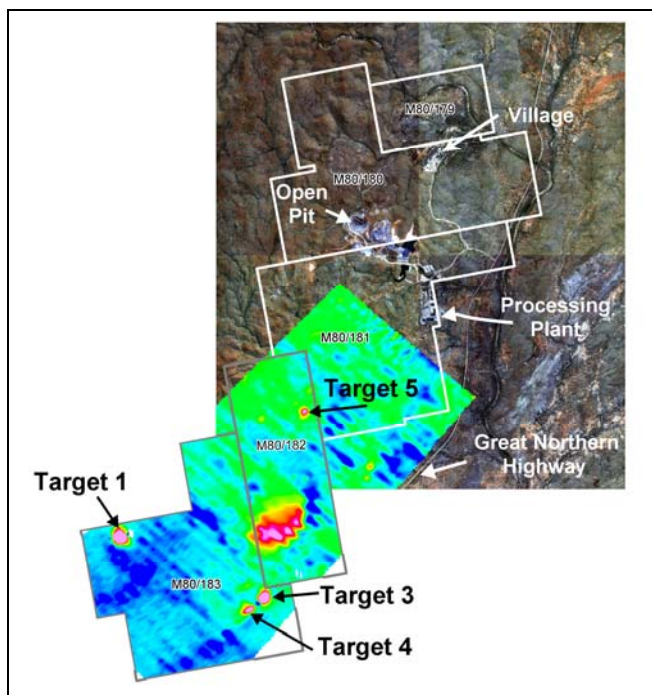 M80/179
Village
M80/180
Open
Pit
Processing
Plant
M80/181
Target 5
M80/182
Great Northern
Highway
Target 1
M80/183
Target 3
Target 4